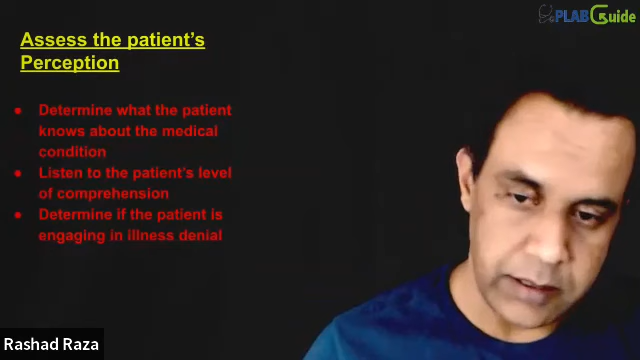 PLAB Guide
Assess the patient's
Perception
● Determine what the patient
knows about the medical
condition
● Listen to the patient's level
of comprehension
● Determine if the patient is
engaging in illness denial
Rashad Raza